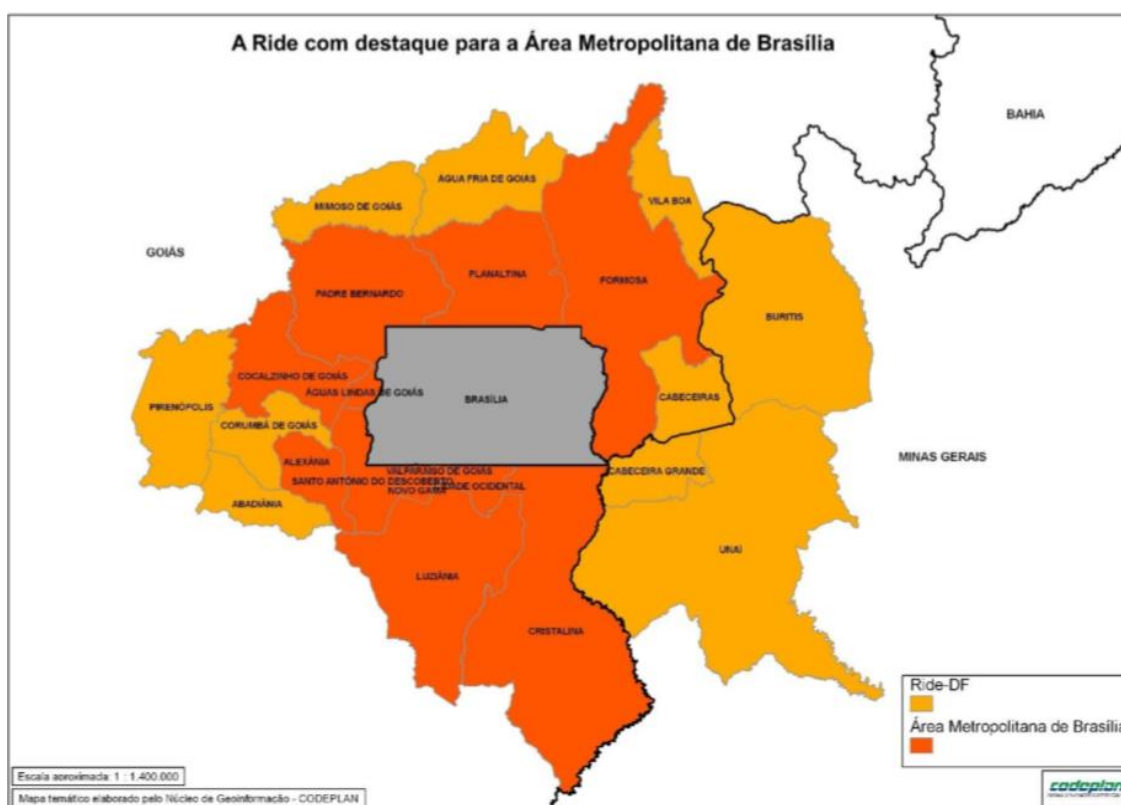 A Ride com destaque para a Área Metropolitana de Brasília
BAHIA
ÁGUA FRIA DE GOIÁS
VILA BOA
MIMOSO DE GOIÁS
GOIÁS
PLANALTINA
FORMOSA
PADRE BERNARDO
BURITIS
COCALZINHO DE GOIÁS
ÁGUAS LINDAS DE GOIÁS
BRASÍLIA
CABECEIRAS
PIRENÓPOLIS
CORUMBÁ DE GOIÁS
MINAS GERAIS
ALEXÂNIA
VALPARAÍSO DE GOIÁS
CABECEIRA GRANDE
SANTO ANTÔNIO DO DESCOBERTO
CIDADE OCIDENTAL
NOVO GAMA
ABADIÂNIA
UNAÍ
LUZIÂNIA
CRISTALINA
Ride-DF
Área Metropolitana de Brasília
Escala aproximada: 1 : 1.400.000
Mapa temático elaborado pelo Núcleo de Geoinformação - CODEPLAN
codeplan